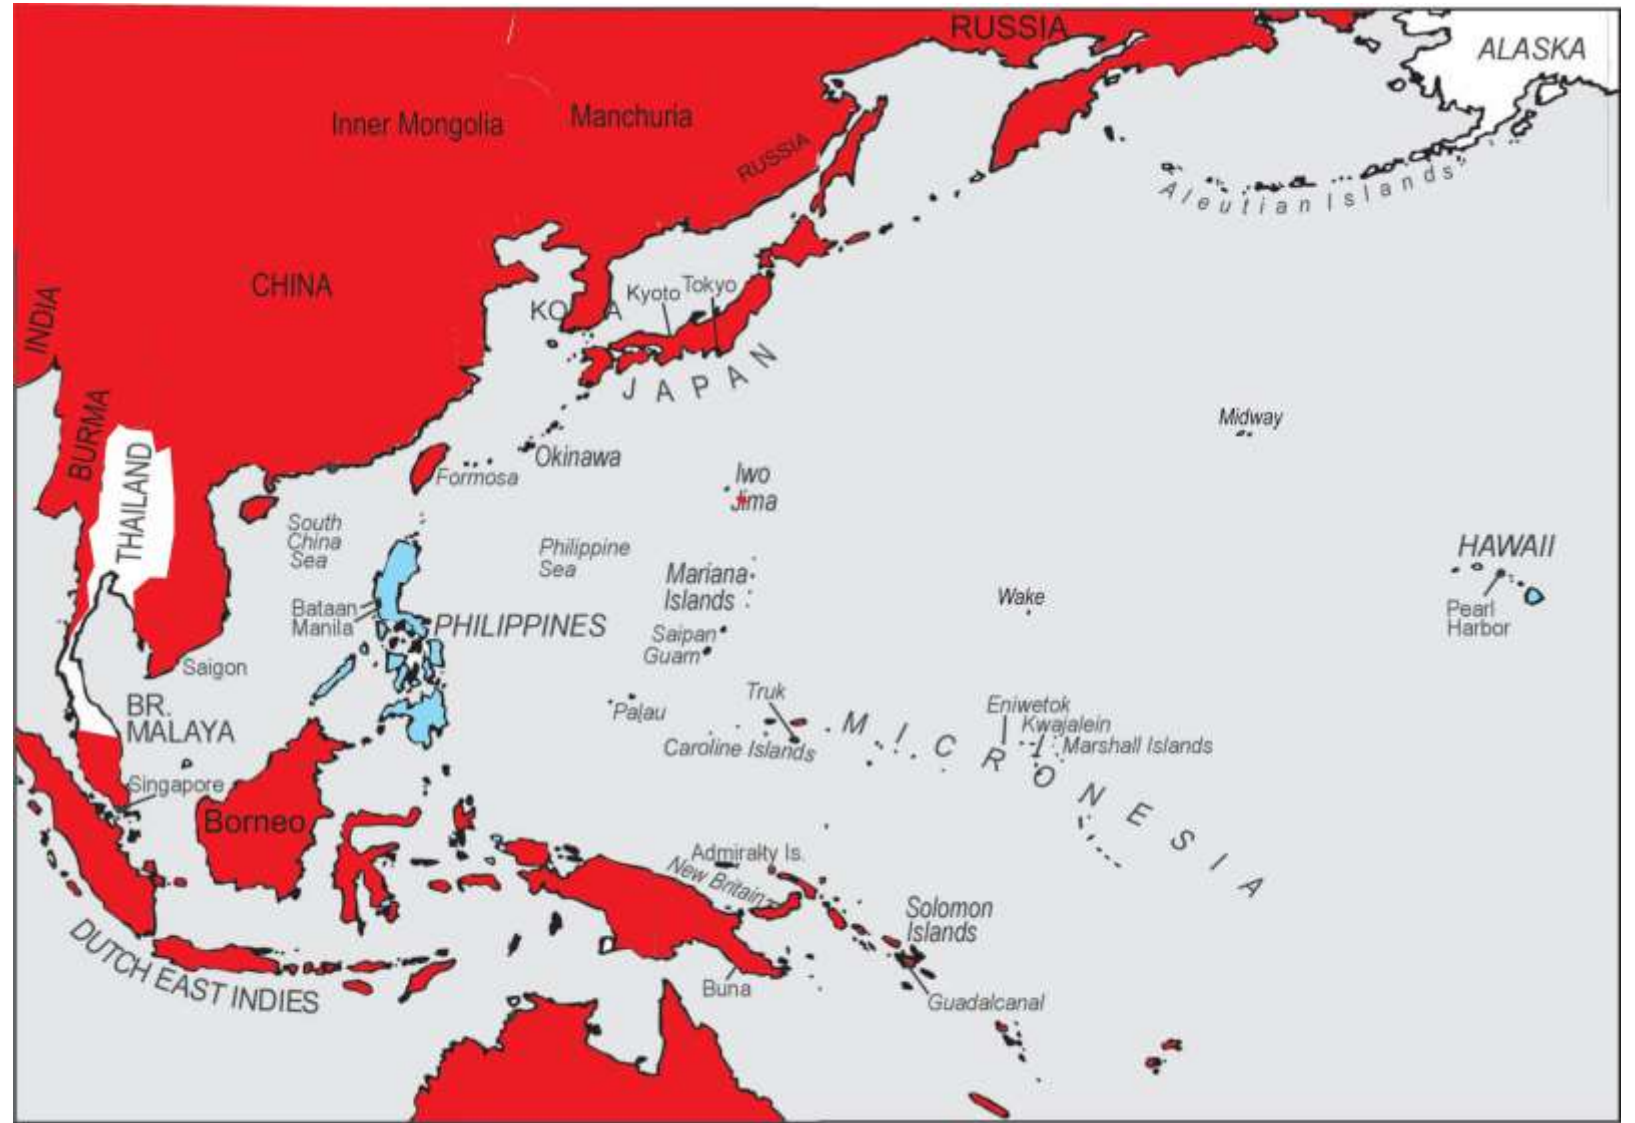 RUSSIA
ALASKA
Inner Mongolia
Manchuria
RUSSIA
Aleutian Islands
CHINA
INDIA
KO A
Kyoto
Tokyo
JAPAN
BURMA
THAILAND
Midway
Okinawa
Formosa
Iwo
Jima
South
China
Sea
Philippine
Sea
HAWAII
Mariana
Islands
Wake
Pearl
Harbor
Bataan
Manila
PHILIPPINES
Saipan
Guam
Saigon
BR.
MALAYA
Palau
Truk
Caroline Islands
MICRONESIA
Eniwetok
Kwajalein
Marshall Islands
Singapore
Borneo
Admiralty Is.
New Britain
Solomon
Islands
DUTCH EAST INDIES
Buna
Guadalcanal